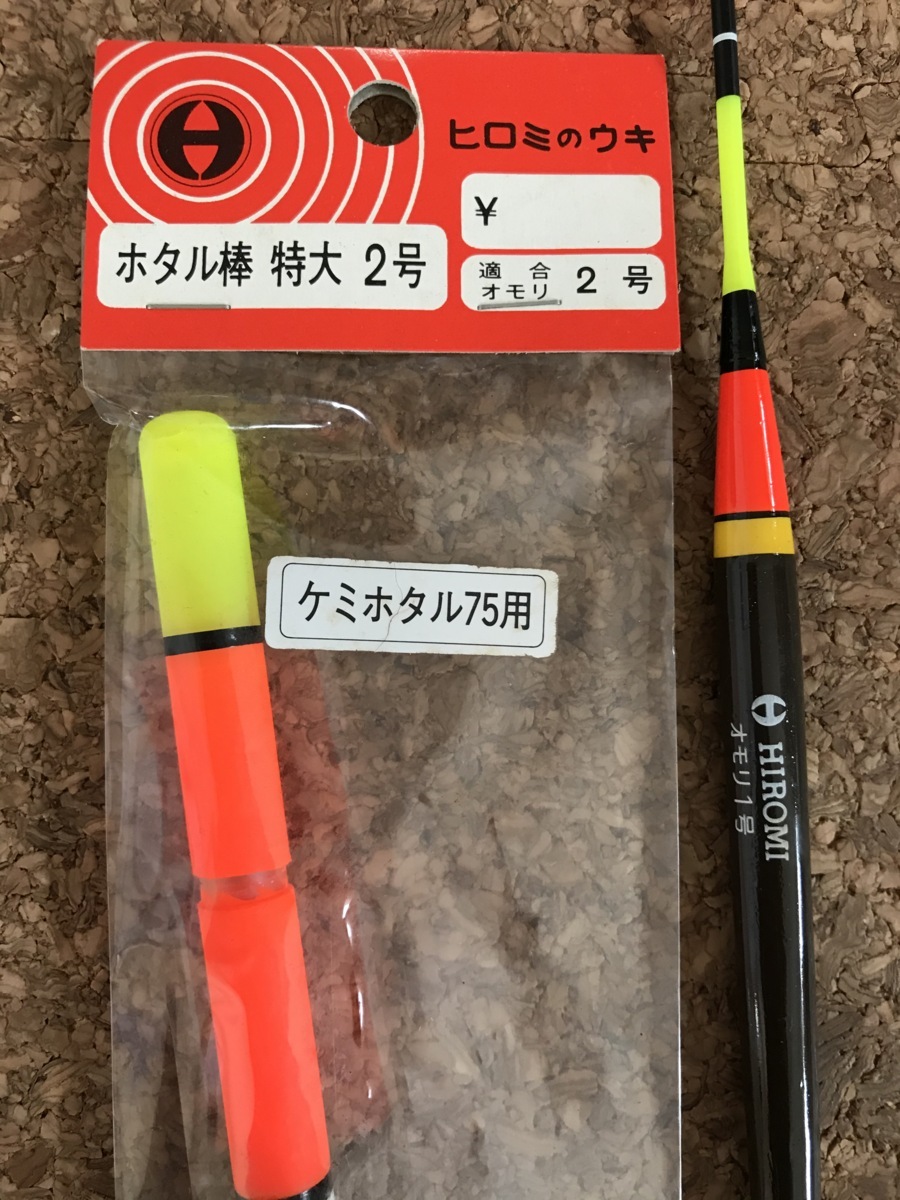 ヒロミのウキ
¥
ホタル棒 特大 2号
適合
オモリ 2号
ケミホタル75用
HIROMI
オモリ1号